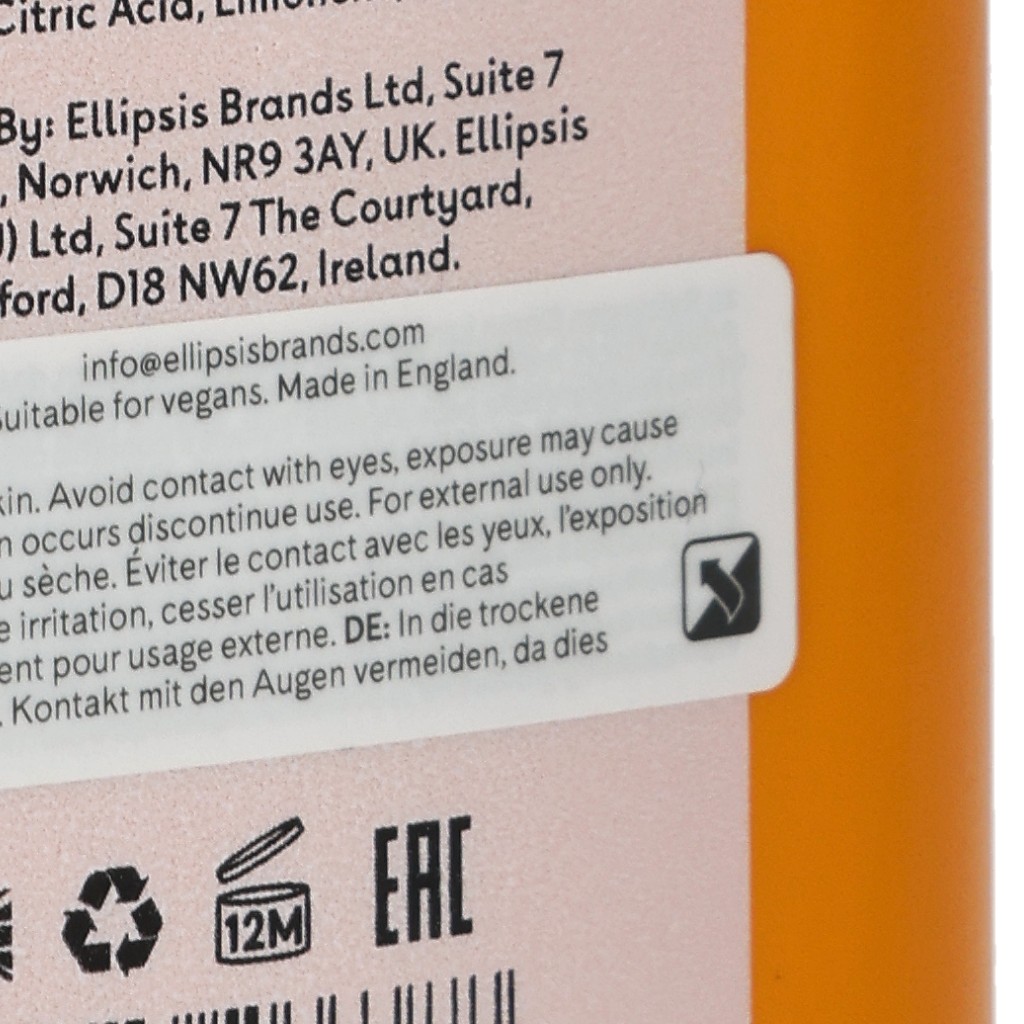 Citric Acid,
By: Ellipsis Brands Ltd, Suite 7
, Norwich, NR9 3AY, UK. Ellipsis
) Ltd, Suite 7 The Courtyard,
ford, D18 NW62, Ireland.
info@ellipsisbrands.com
Suitable for vegans. Made in England.
kin. Avoid contact with eyes, exposure may cause
n occurs discontinue use. For external use only.
u sèche. Éviter le contact avec les yeux, l'exposition
e irritation, cesser l'utilisation en cas
ent pour usage externe. DE: In die trockene
. Kontakt mit den Augen vermeiden, da dies
12M
EAC